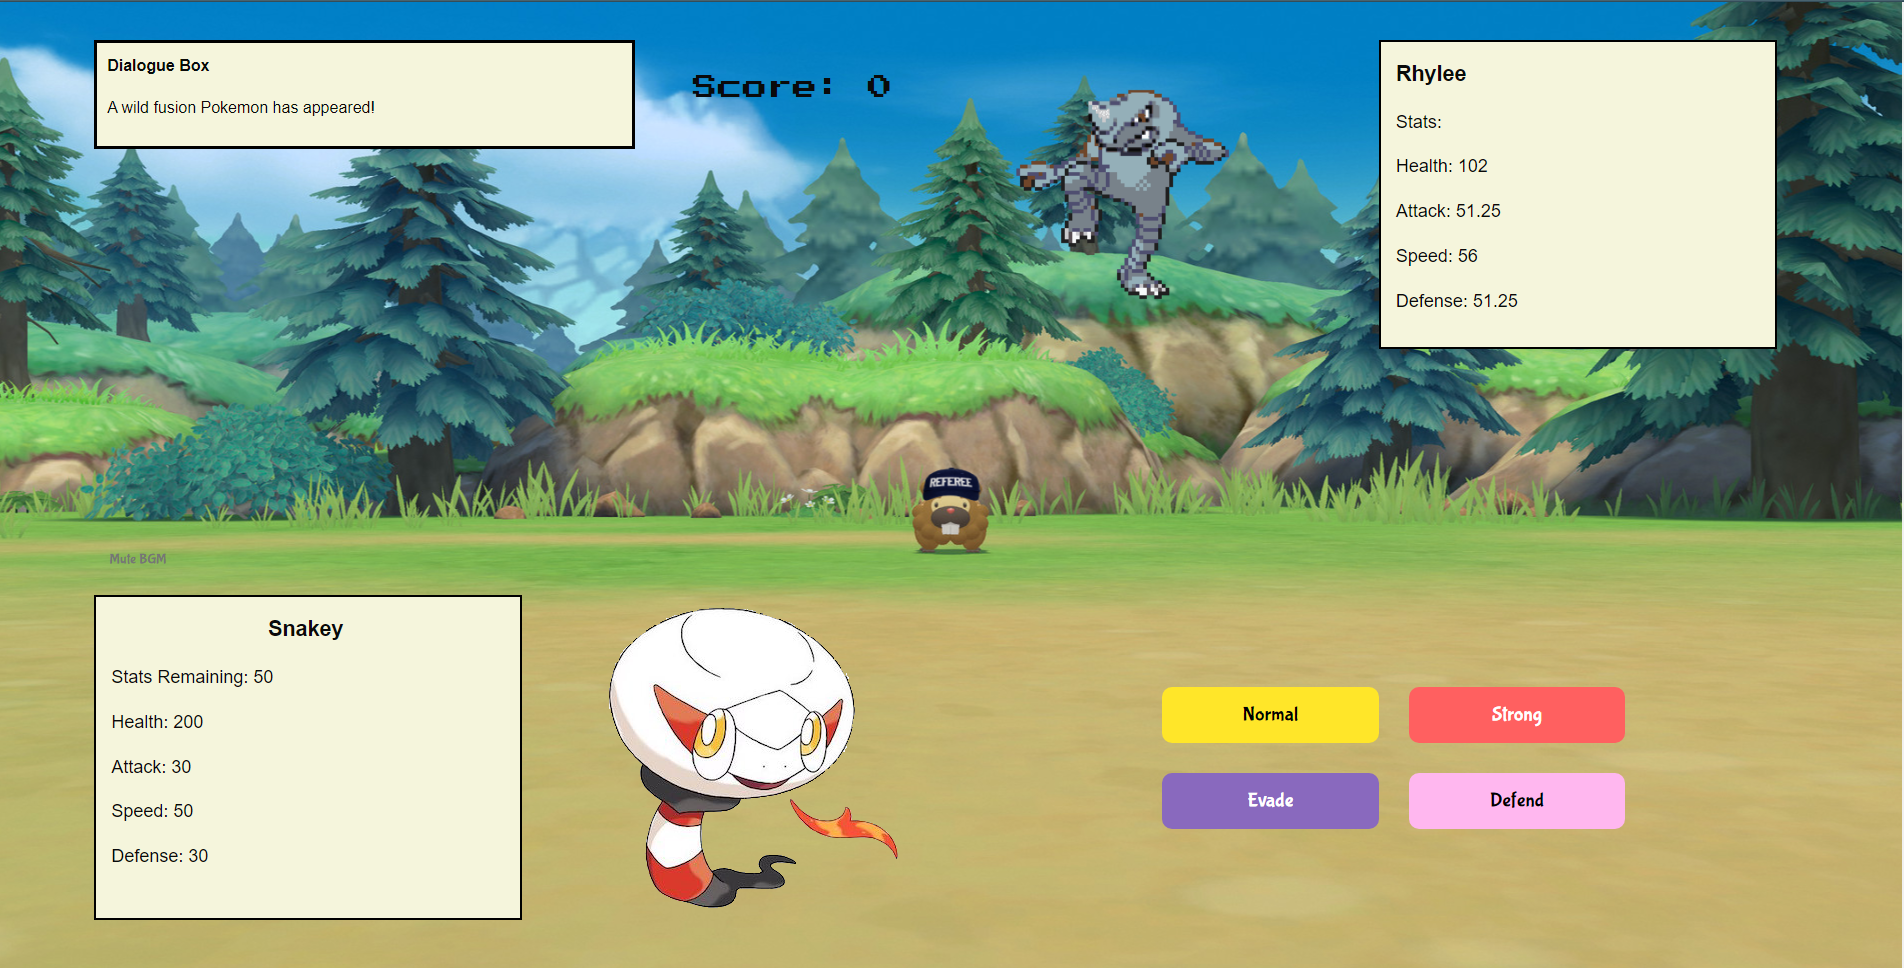 Dialogue Box
A wild fusion Pokemon has appeared!
Score: 0
Rhylee
Stats:
Health: 102
Attack: 51.25
Speed: 56
Defense: 51.25
REFEREE
Mute BGM
Snakey
Stats Remaining: 50
Health: 200
Attack: 30
Speed: 50
Defense: 30
Normal
Strong
Evade
Defend